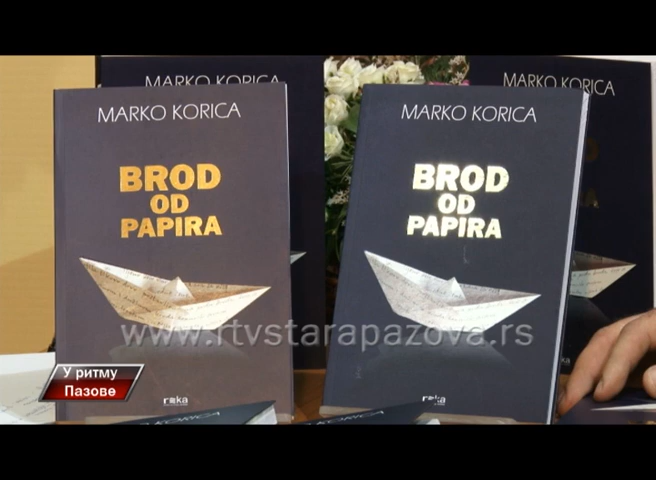 MARKO KORICA
MARKO KORICA
MARKO KORICA
MARKO KORICA
BROD
OD
PAPIRA
BROD
OD
PAPIRA
www.rtvstarapazova.rs
У ритму
Пазове